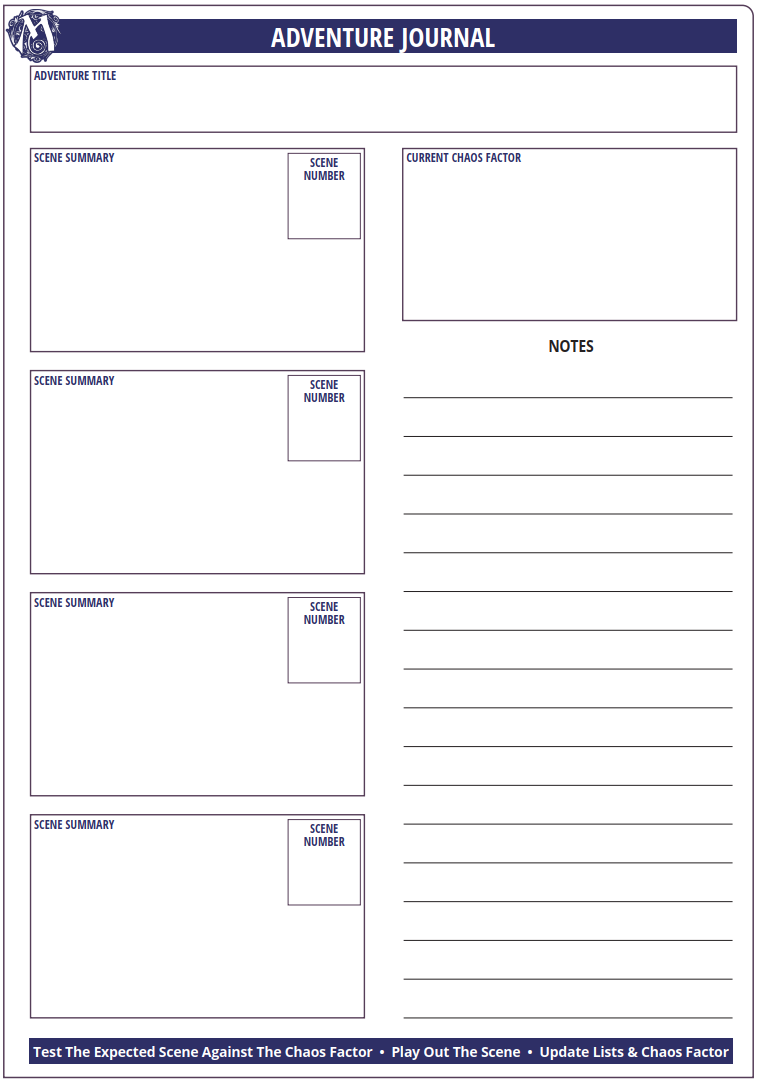 M
ADVENTURE JOURNAL
ADVENTURE TITLE
SCENE SUMMARY
SCENE
NUMBER
CURRENT CHAOS FACTOR
NOTES
SCENE SUMMARY
SCENE
NUMBER
SCENE SUMMARY
SCENE
NUMBER
SCENE SUMMARY
SCENE
NUMBER
Test The Expected Scene Against The Chaos Factor • Play Out The Scene • Update Lists & Chaos Factor